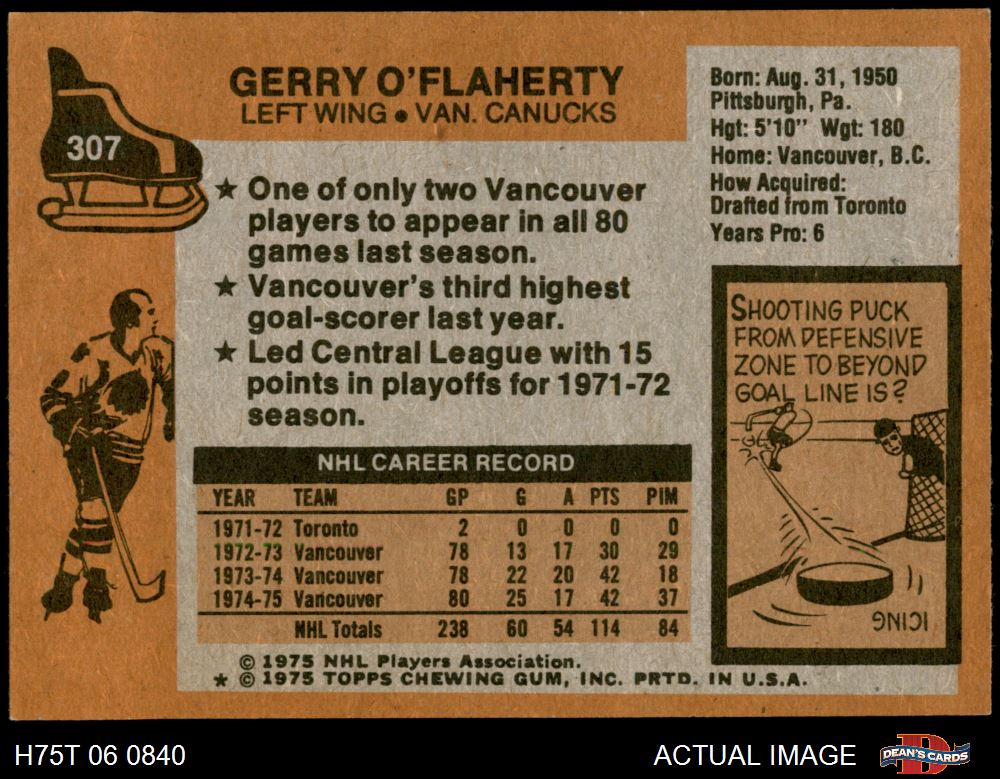 307
GERRY O'FLAHERTY
LEFT WING ● VAN. CANUCKS
★ One of only two Vancouver
players to appear in all 80
games last season.
★ Vancouver's third highest
goal-scorer last year.
★ Led Central League with 15
points in playoffs for 1971-72
season.
Born: Aug. 31, 1950
Pittsburgh, Pa.
Hgt: 5'10" Wgt: 180
Home: Vancouver, B.C.
How Acquired:
Drafted from Toronto
Years Pro: 6
SHOOTING PUCK
FROM DEFENSIVE
ZONE TO BEYOND
GOAL LINE IS?
ICING
NHL CAREER RECORD
YEAR TEAM GP G A PTS PIM
1971-72 Toronto 2 0 0 0 0
1972-73 Vancouver 78 13 17 30 29
1973-74 Vancouver 78 22 20 42 18
1974-75 Vancouver 80 25 17 42 37
NHL Totals 238 60 54 114 84
© 1975 NHL Players Association.
★ © 1975 TOPPS CHEWING GUM, INC. PRTD. IN U.S.A.
H75T 06 0840
ACTUAL IMAGE
DEAN'S CARDS